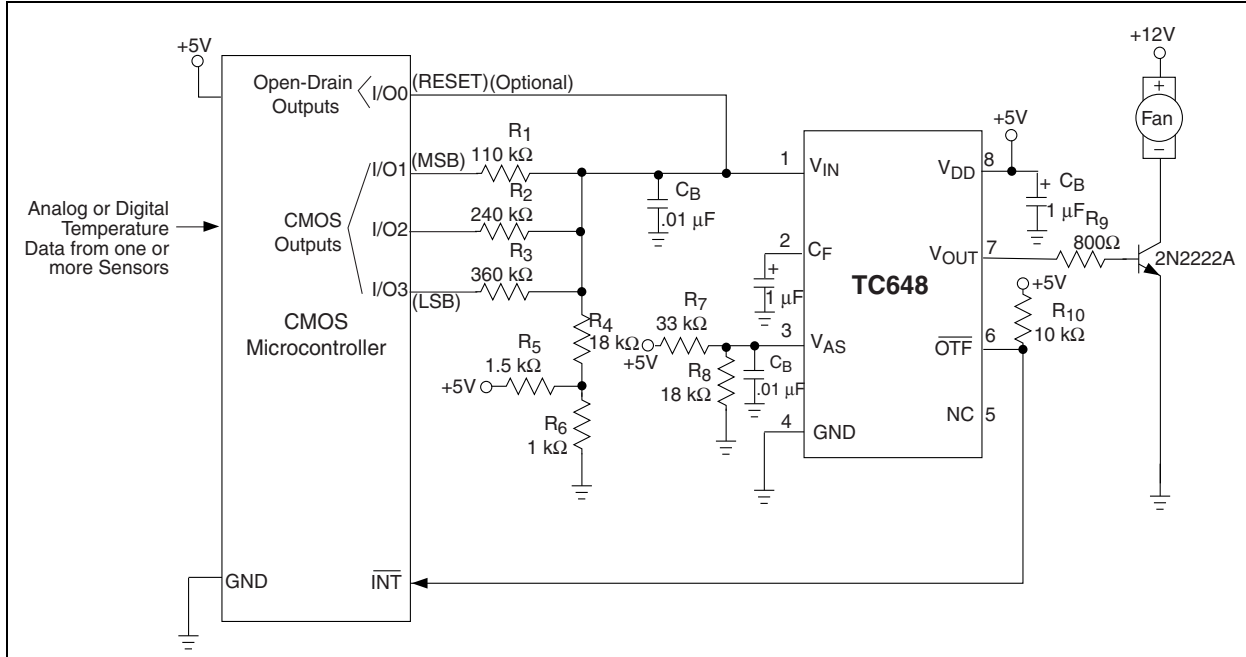 +5V
Open-Drain
Outputs
I/O0
(RESET)(Optional)
I/O1
(MSB)
R1
110 kΩ
I/O2
R2
240 kΩ
I/O3
(LSB)
R3
360 kΩ
CMOS
Outputs
Analog or Digital
Temperature
Data from one or
more Sensors
CMOS
Microcontroller
GND
INT
R4
18 kΩ
R5
1.5 kΩ
+5V
R6
1 kΩ
CB
.01 µF
+
1 µF
R7
33 kΩ
+5V
R8
18 kΩ
CB
.01 µF
1
VIN
2
CF
3
VAS
4
GND
TC648
VDD
8
VOUT
7
OTF
6
NC
5
+5V
+
CB
1 µF
R9
800Ω
+5V
R10
10 kΩ
+12V
+
Fan
–
2N2222A